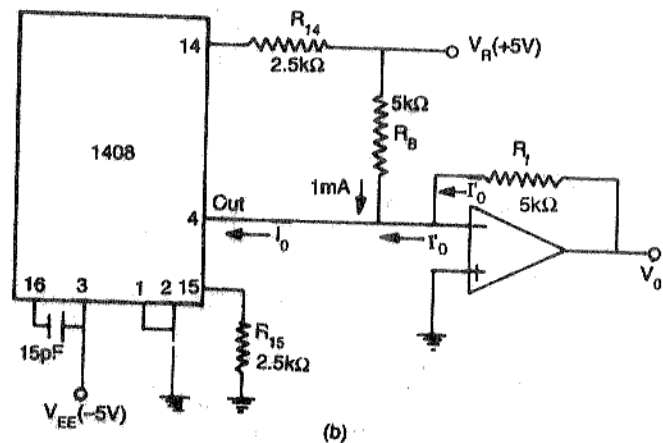 R14
14
2.5kΩ
VR(+5V)
5kΩ
RB
1408
1mA
Rf
I'0
5kΩ
Out
4
I0
I'0
−
+
V0
16 3 1 2 15
15pF
R15
2.5kΩ
VEE(−5V)
(b)